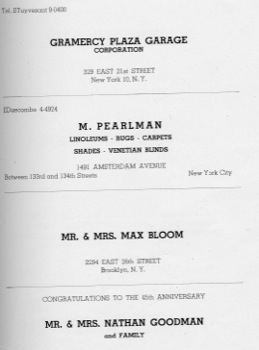 Tel. STuyvesant 9-0400
GRAMERCY PLAZA GARAGE
CORPORATION
329 EAST 21st STREET
New York 10, N. Y.
EDgecombe 4-4924
M. PEARLMAN
LINOLEUMS - RUGS - CARPETS
SHADES - VENETIAN BLINDS
1491 AMSTERDAM AVENUE
Between 133rd and 134th Streets New York City
MR. & MRS. MAX BLOOM
2294 EAST 26th STREET
Brooklyn, N. Y.
CONGRATULATIONS TO THE 45th ANNIVERSARY
MR. & MRS. NATHAN GOODMAN
and FAMILY